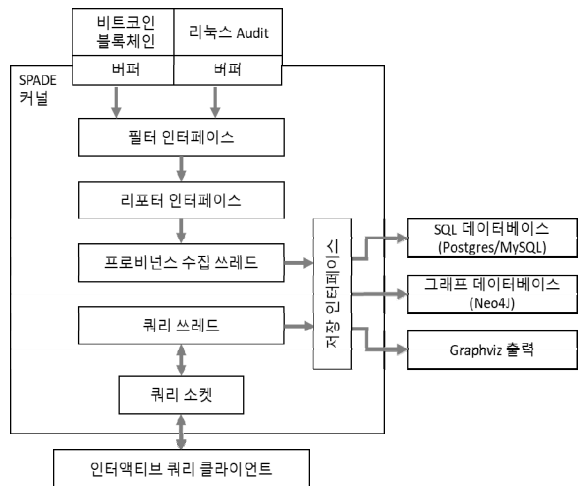 비트코인
블록체인
리눅스 Audit
버퍼
버퍼
SPADE
커널
필터 인터페이스
리포터 인터페이스
프로비넌스 수집 쓰레드
저장 인터페이스
SQL 데이터베이스
(Postgres/MySQL)
그래프 데이터베이스
(Neo4J)
쿼리 쓰레드
Graphviz 출력
쿼리 소켓
인터액티브 쿼리 클라이언트